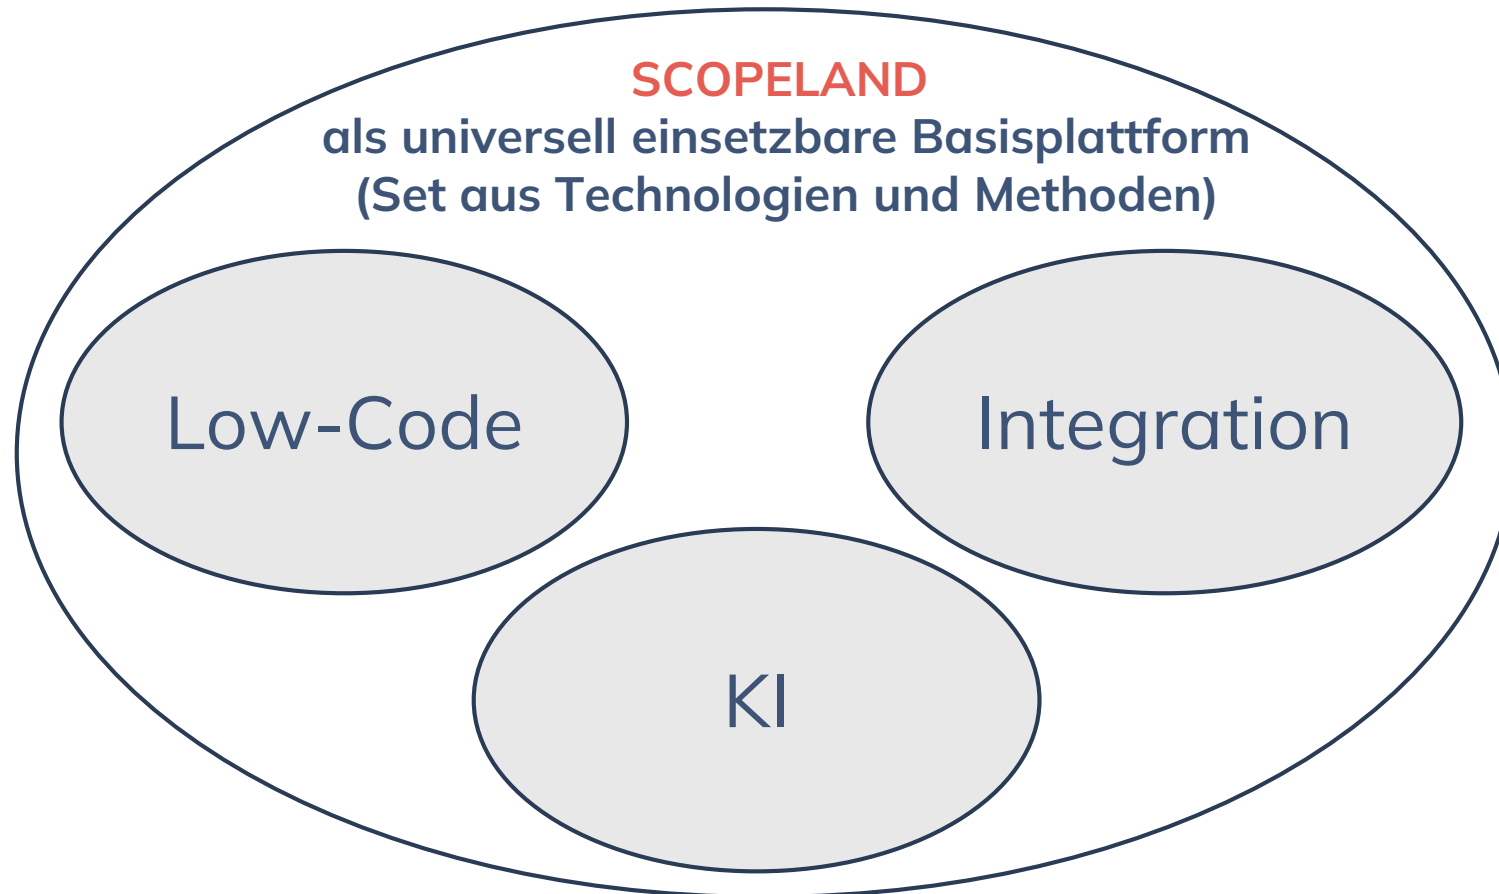 SCOPELAND
als universell einsetzbare Basisplattform
(Set aus Technologien und Methoden)
Low-Code
Integration
KI